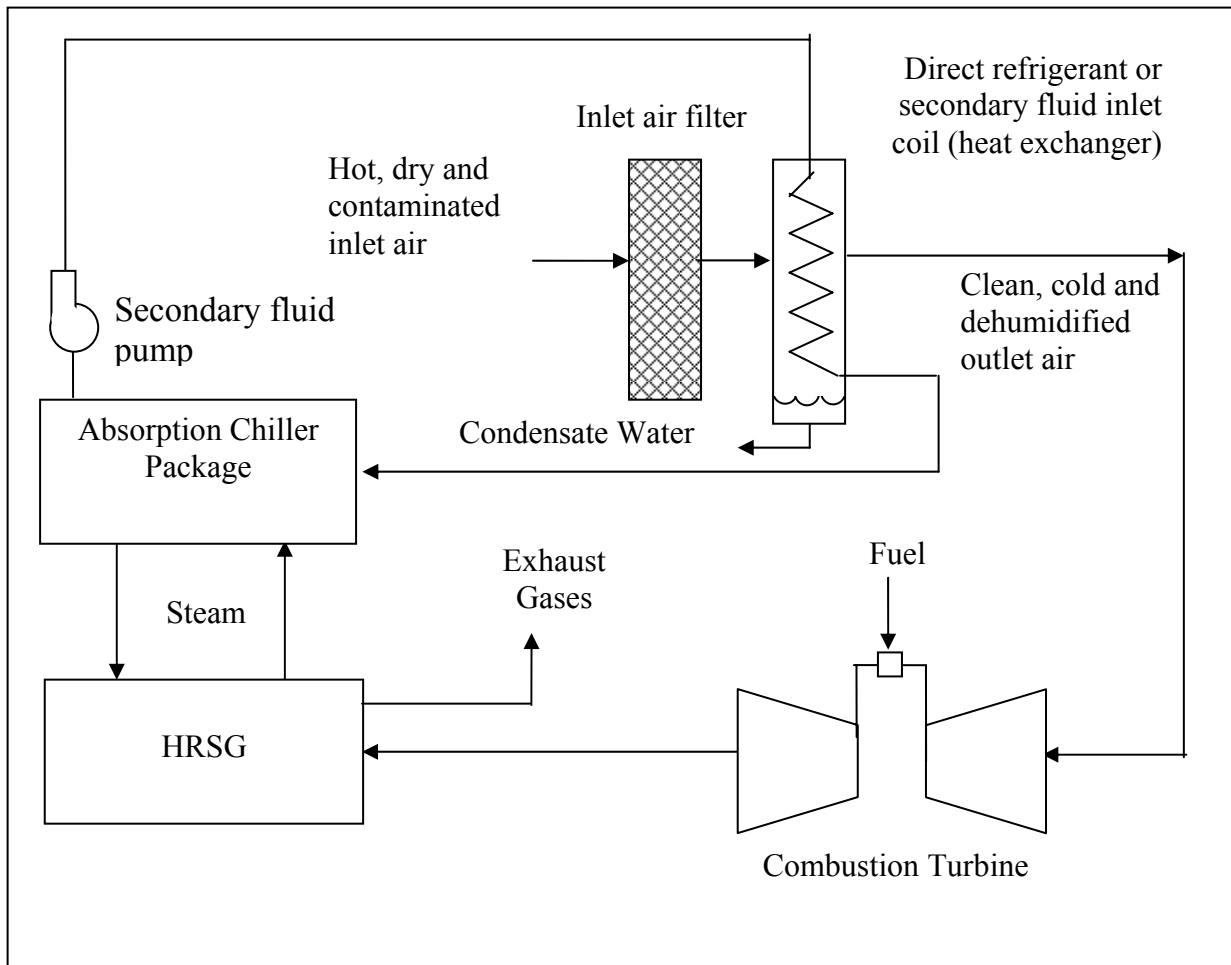 Direct refrigerant or
secondary fluid inlet
coil (heat exchanger)
Inlet air filter
Hot, dry and
contaminated
inlet air
Clean, cold and
dehumidified
outlet air
Secondary fluid
pump
Absorption Chiller
Package
Condensate Water
Exhaust
Gases
Fuel
Steam
HRSG
Combustion Turbine